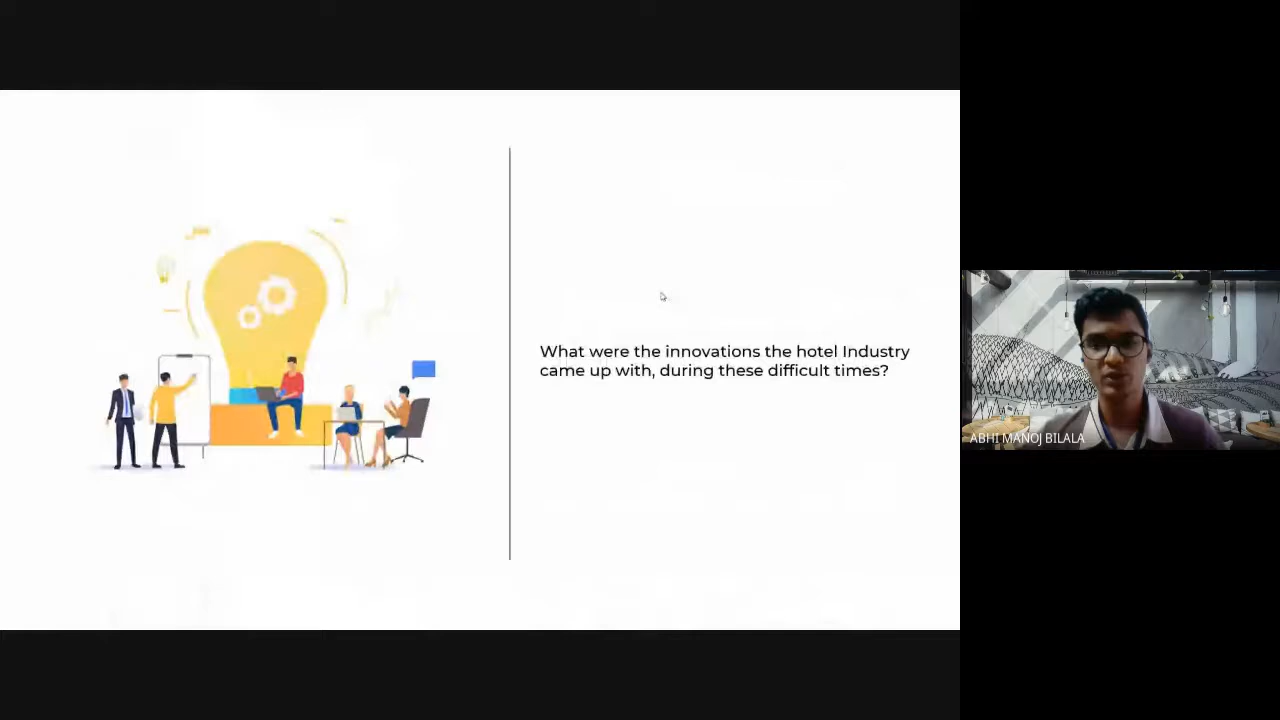 What were the innovations the hotel Industry
came up with, during these difficult times?
ABHI MANOJ BILALA